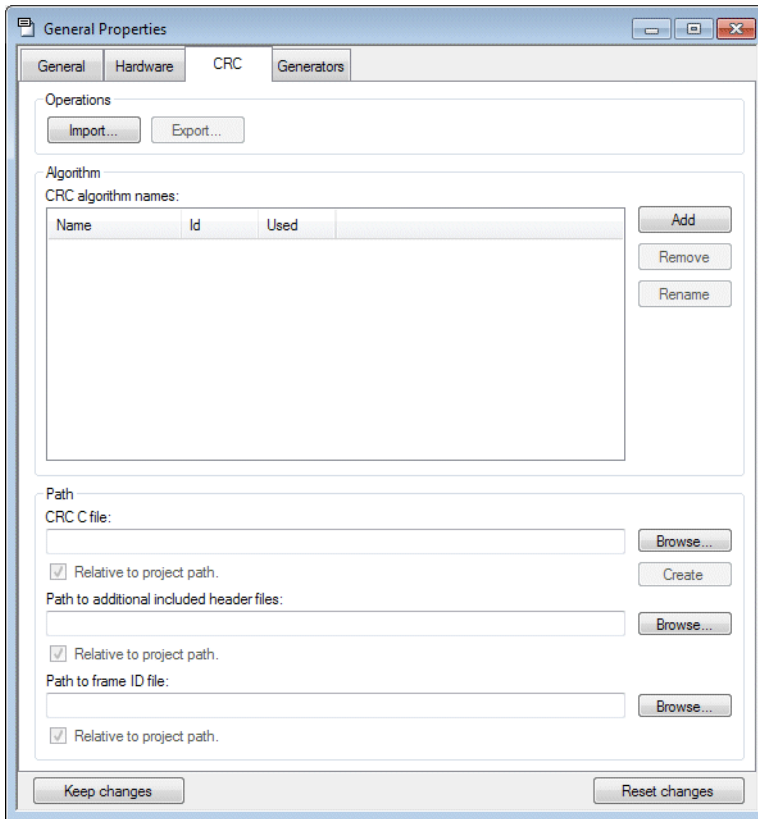 General Properties
General Hardware CRC Generators
Operations
Import... Export...
Algorithm
CRC algorithm names:
Name Id Used
Add
Remove
Rename
Path
CRC C file:
Browse...
Relative to project path.
Create
Path to additional included header files:
Browse...
Relative to project path.
Path to frame ID file:
Browse...
Relative to project path.
Keep changes Reset changes